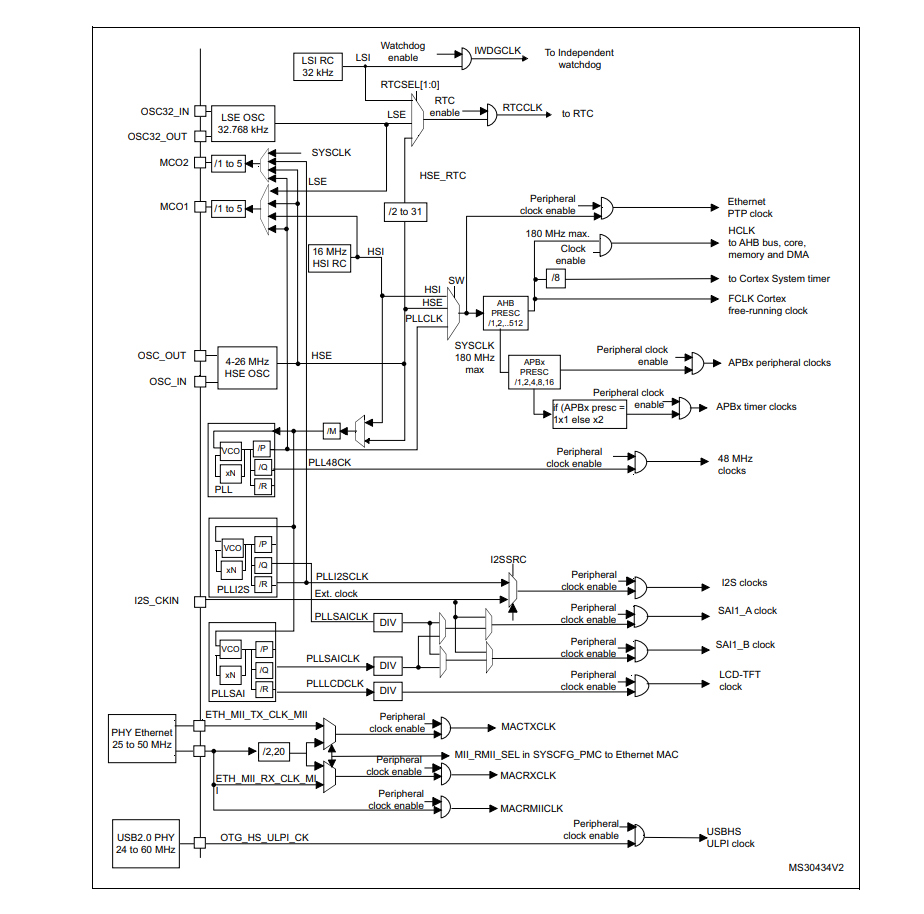 Watchdog
enable
IWDGCLK
To Independent
watchdog
LSI RC
32 kHz
LSI
RTCSEL[1:0]
OSC32_IN
OSC32_OUT
LSE OSC
32.768 kHz
LSE
RTC
enable
RTCCLK
to RTC
MCO2
/1 to 5
SYSCLK
LSE
HSE_RTC
MCO1
/1 to 5
/2 to 31
Peripheral
clock enable
Ethernet
PTP clock
180 MHz max.
Clock
enable
HCLK
to AHB bus, core,
memory and DMA
16 MHz
HSI RC
HSI
/8
to Cortex System timer
SW
HSI
HSE
PLLCLK
AHB
PRESC
/1,2,..512
FCLK Cortex
free-running clock
SYSCLK
180 MHz
max
OSC_OUT
OSC_IN
4-26 MHz
HSE OSC
HSE
APBx
PRESC
/1,2,4,8,16
Peripheral clock
enable
APBx peripheral clocks
if (APBx presc =
1x1 else x2
Peripheral clock
enable
APBx timer clocks
/M
VCO
xN
/P
/Q
/R
PLL
PLL48CK
Peripheral
clock enable
48 MHz
clocks
VCO
xN
/P
/Q
/R
PLLI2S
I2SSRC
PLLI2SCLK
Peripheral
clock enable
I2S clocks
I2S_CKIN
Ext. clock
PLLSAICLK
DIV
Peripheral
clock enable
SAI1_A clock
VCO
xN
/P
/Q
/R
PLLSAI
PLLSAICLK
DIV
Peripheral
clock enable
SAI1_B clock
PLLLCDCLK
DIV
Peripheral
clock enable
LCD-TFT
clock
PHY Ethernet
25 to 50 MHz
ETH_MII_TX_CLK_MII
Peripheral
clock enable
MACTXCLK
/2,20
MII_RMII_SEL in SYSCFG_PMC to Ethernet MAC
ETH_MII_RX_CLK_MI
I
Peripheral
clock enable
MACRXCLK
Peripheral
clock enable
MACRMIICLK
USB2.0 PHY
24 to 60 MHz
OTG_HS_ULPI_CK
Peripheral
clock enable
USBHS
ULPI clock
MS30434V2